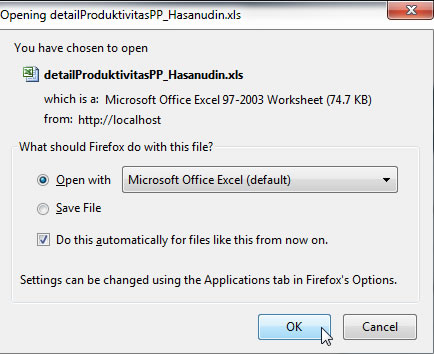 Opening detailProduktivitasPP_Hasanudin.xls
You have chosen to open
detailProduktivitasPP_Hasanudin.xls
which is a: Microsoft Office Excel 97-2003 Worksheet (74.7 KB)
from: http://localhost
What should Firefox do with this file?
Open with Microsoft Office Excel (default)
Save File
Do this automatically for files like this from now on.
Settings can be changed using the Applications tab in Firefox's Options.
OK Cancel